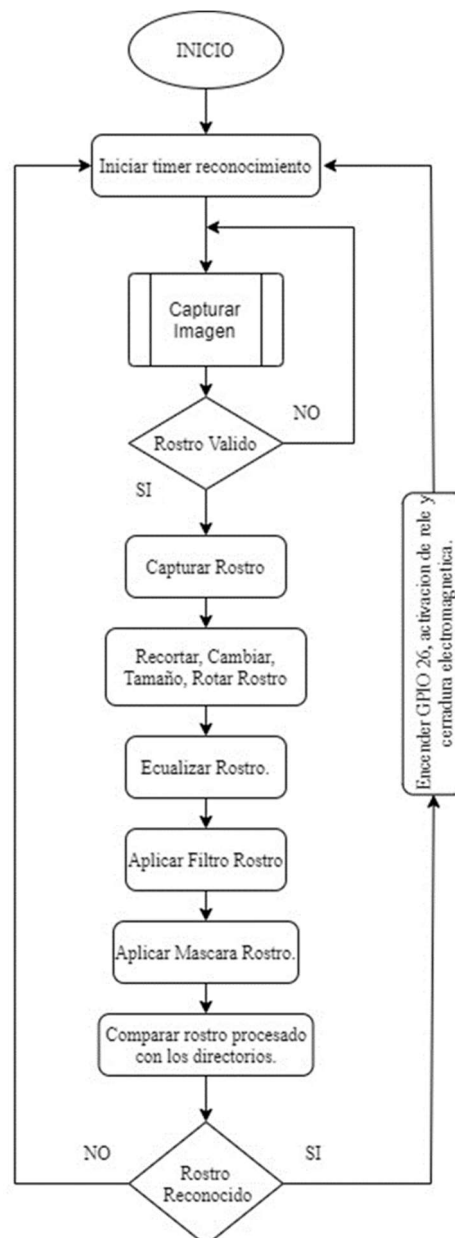 INICIO
Iniciar timer reconocimiento
Capturar
Imagen
NO
Rostro Valido
SI
Capturar Rostro
Recortar, Cambiar,
Tamaño, Rotar Rostro
Ecualizar Rostro.
Aplicar Filtro Rostro
Aplicar Mascara Rostro.
Comparar rostro procesado
con los directorios.
NO
Rostro
Reconocido
SI
Encender GPIO 26, activacion de rele y
cerradura electromagnetica.